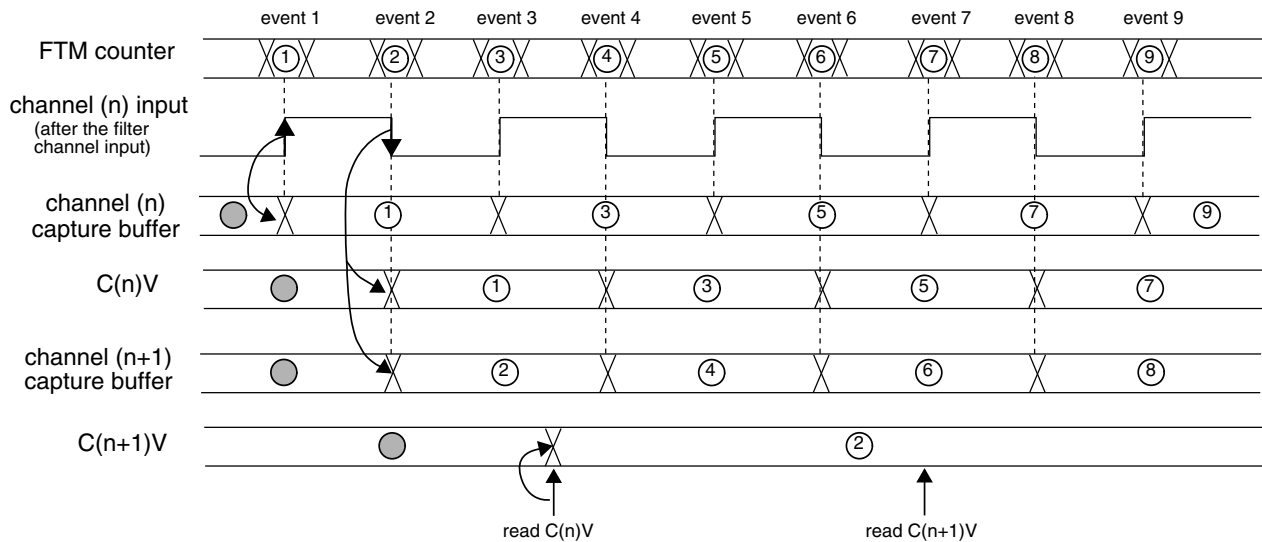 event 1 event 2 event 3 event 4 event 5 event 6 event 7 event 8 event 9
FTM counter 1 2 3 4 5 6 7 8 9
channel (n) input
(after the filter
channel input)
channel (n)
capture buffer
1 3 5 7 9
C(n)V 1 3 5 7
channel (n+1)
capture buffer
2 4 6 8
C(n+1)V 2
read C(n)V read C(n+1)V